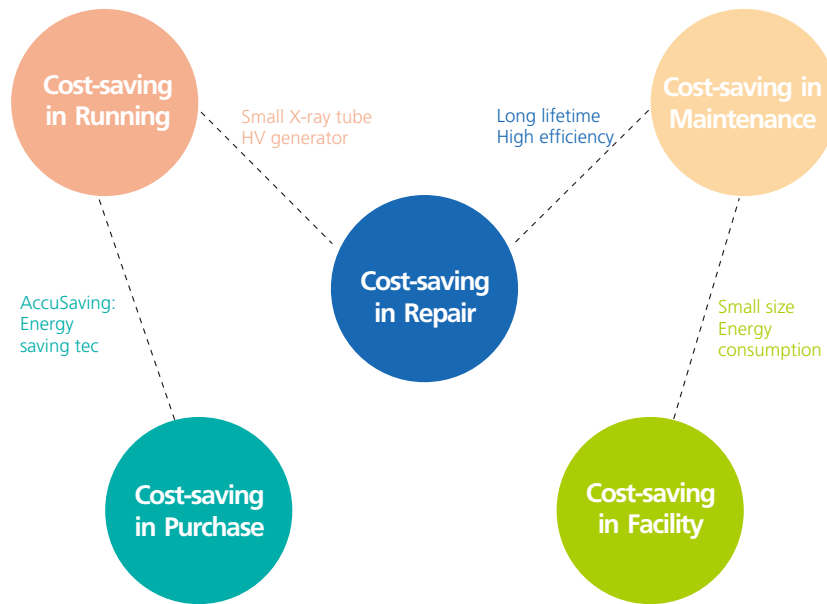 Cost-saving
in Running
Small X-ray tube
HV generator
Long lifetime
High efficiency
Cost-saving in
Maintenance
Cost-saving
in Repair
AccuSaving:
Energy
saving tec
Small size
Energy
consumption
Cost-saving
in Purchase
Cost-saving
in Facility